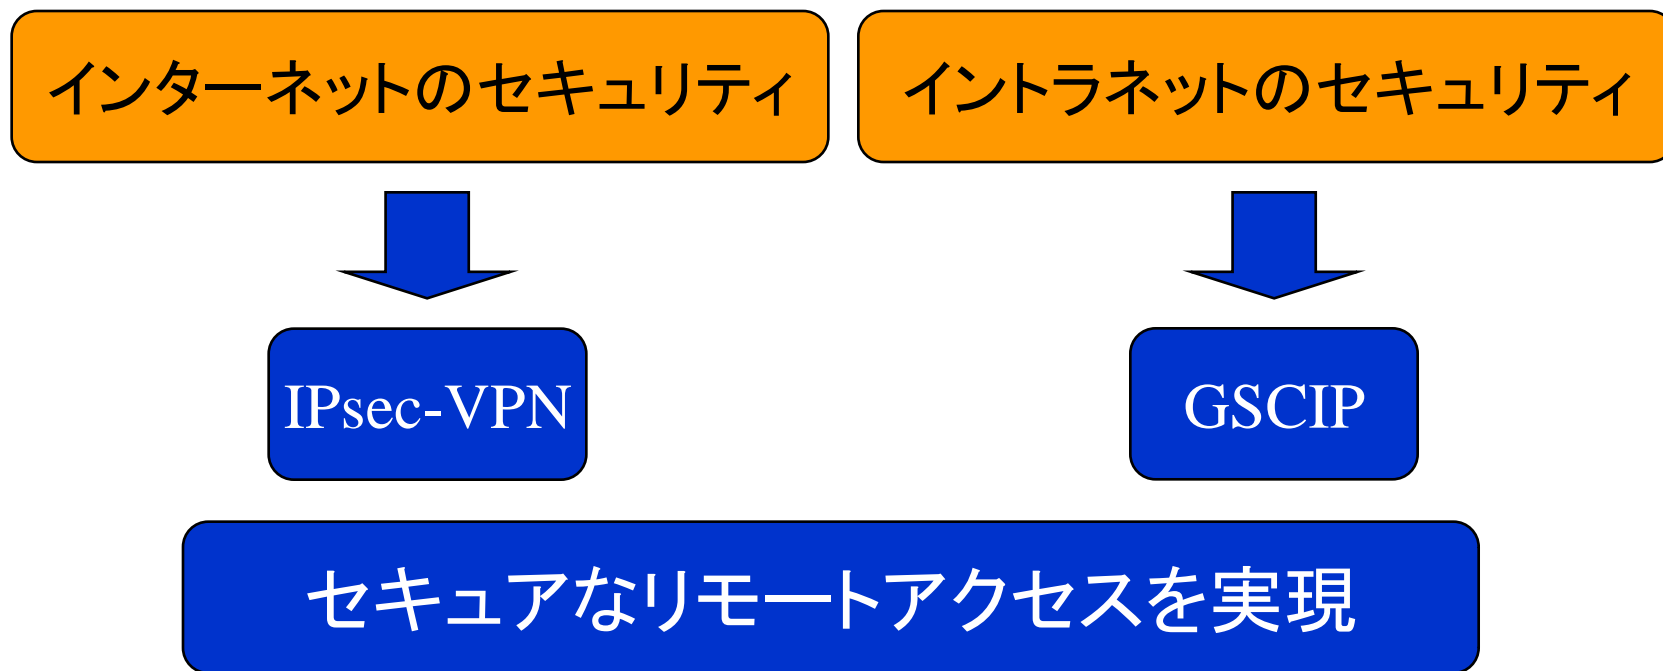 インターネットのセキュリティ
イントラネットのセキュリティ
IPsec-VPN
GSCIP
セキュアなリモートアクセスを実現